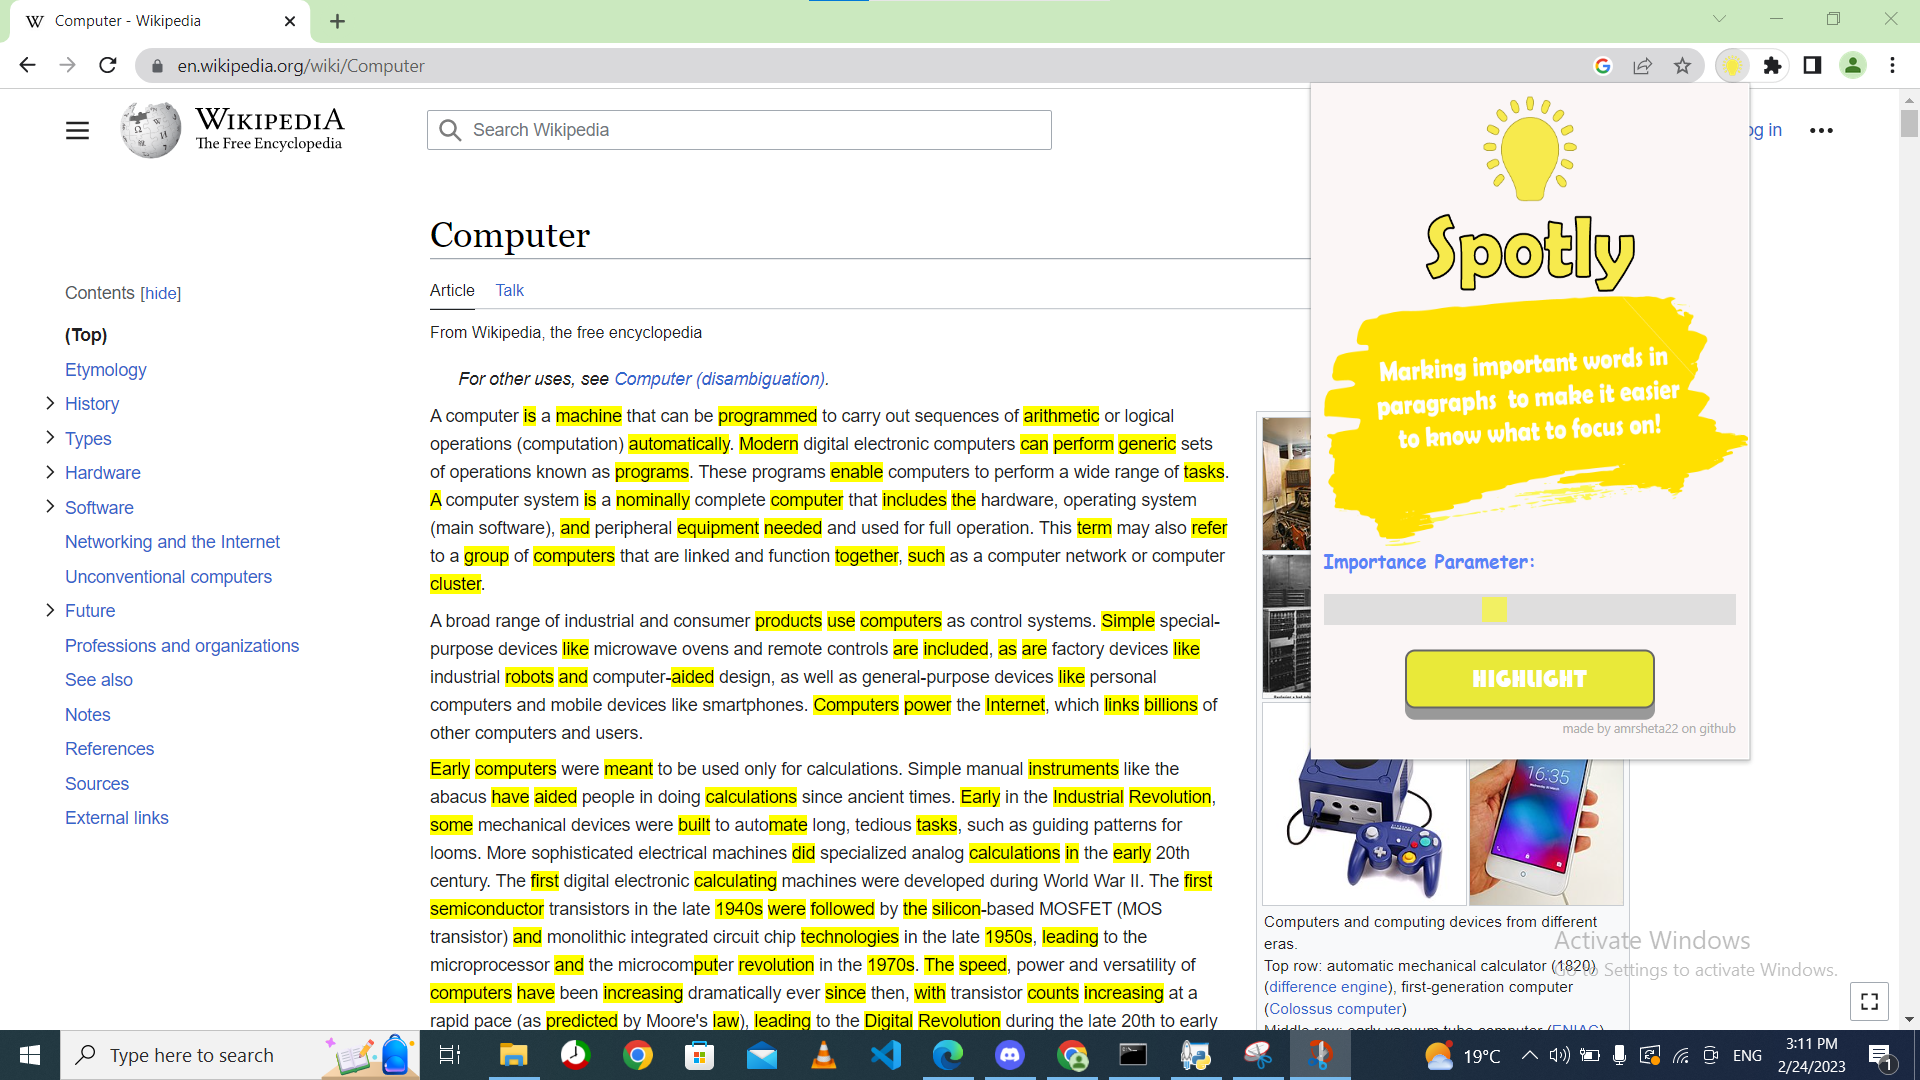 Computer - Wikipedia
en.wikipedia.org/wiki/Computer
WIKIPEDIA
The Free Encyclopedia
Search Wikipedia
og in
Computer
Article
Talk
From Wikipedia, the free encyclopedia
Contents [hide]
(Top)
Etymology
History
Types
Hardware
Software
Networking and the Internet
Unconventional computers
Future
Professions and organizations
See also
Notes
References
Sources
External links
For other uses, see Computer (disambiguation).
A computer is a machine that can be programmed to carry out sequences of arithmetic or logical
operations (computation) automatically. Modern digital electronic computers can perform generic sets
of operations known as programs. These programs enable computers to perform a wide range of tasks.
A computer system is a nominally complete computer that includes the hardware, operating system
(main software), and peripheral equipment needed and used for full operation. This term may also refer
to a group of computers that are linked and function together, such as a computer network or computer
cluster.
A broad range of industrial and consumer products use computers as control systems. Simple special-
purpose devices like microwave ovens and remote controls are included, as are factory devices like
industrial robots and computer-aided design, as well as general-purpose devices like personal
computers and mobile devices like smartphones. Computers power the Internet, which links billions of
other computers and users.
Early computers were meant to be used only for calculations. Simple manual instruments like the
abacus have aided people in doing calculations since ancient times. Early in the Industrial Revolution,
some mechanical devices were built to automate long, tedious tasks, such as guiding patterns for
looms. More sophisticated electrical machines did specialized analog calculations in the early 20th
century. The first digital electronic calculating machines were developed during World War II. The first
semiconductor transistors in the late 1940s were followed by the silicon-based MOSFET (MOS
transistor) and monolithic integrated circuit chip technologies in the late 1950s, leading to the
microprocessor and the microcomputer revolution in the 1970s. The speed, power and versatility of
computers have been increasing dramatically ever since then, with transistor counts increasing at a
rapid pace (as predicted by Moore's law), leading to the Digital Revolution during the late 20th to early
Spotly
Marking important words in
paragraphs to make it easier
to know what to focus on!
Importance Parameter:
HIGHLIGHT
made by amrsheta22 on github
16:35
Computers and computing devices from different
eras.
Top row: automatic mechanical calculator (1820)
(difference engine), first-generation computer
(Colossus computer)
Middle row: early vacuum tube computer (ENIAC)
Activate Windows
Go to Settings to activate Windows.
Type here to search
19°C
ENG
3:11 PM
2/24/2023
1